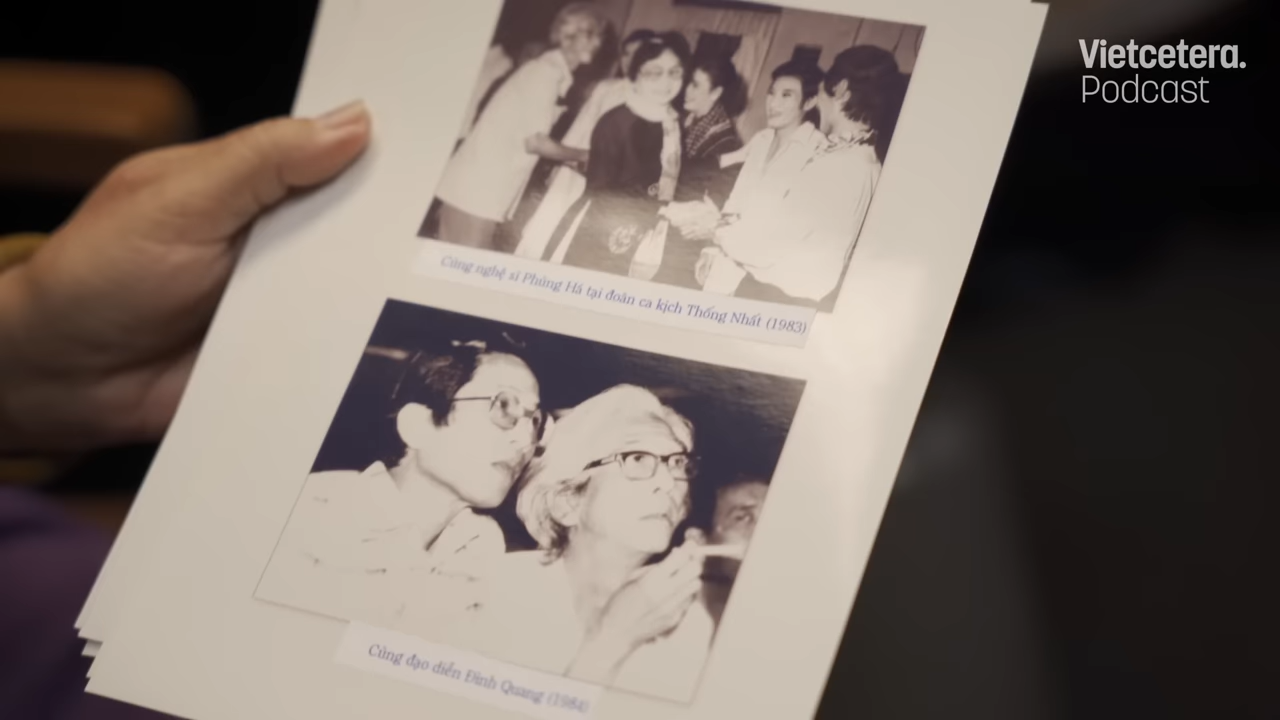 Vietcetera.
Podcast
Cùng nghệ sĩ Phùng Há tại đoàn ca kịch Thống Nhất (1983)
Cùng đạo diễn Đình Quang (1984)